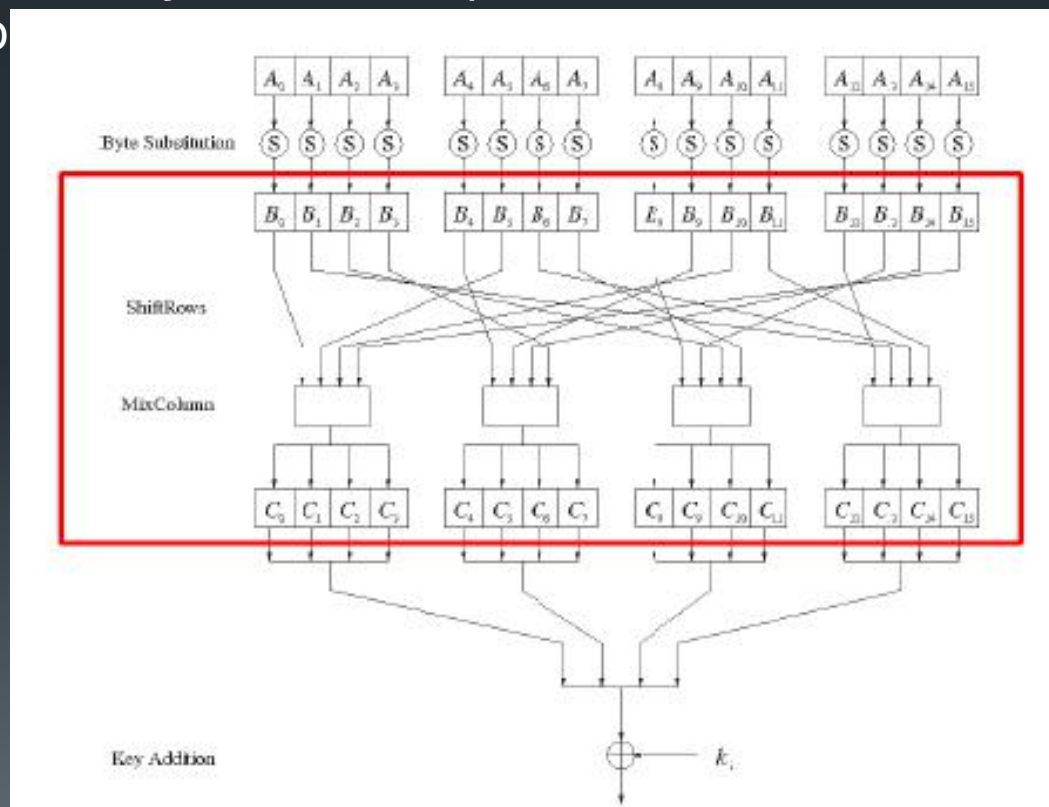 A₀ A₁ A₂ A₃ A₄ A₅ A₆ A₇ A₈ A₉ A₁₀ A₁₁ A₁₂ A₁₃ A₁₄ A₁₅
Byte Substitution S S S S S S S S S S S S S S S S
B₀ B₁ B₂ B₃ B₄ B₅ B₆ B₇ B₈ B₉ B₁₀ B₁₁ B₁₂ B₁₃ B₁₄ B₁₅
ShiftRows
MixColumn
C₀ C₁ C₂ C₃ C₄ C₅ C₆ C₇ C₈ C₉ C₁₀ C₁₁ C₁₂ C₁₃ C₁₄ C₁₅
Key Addition kᵢ